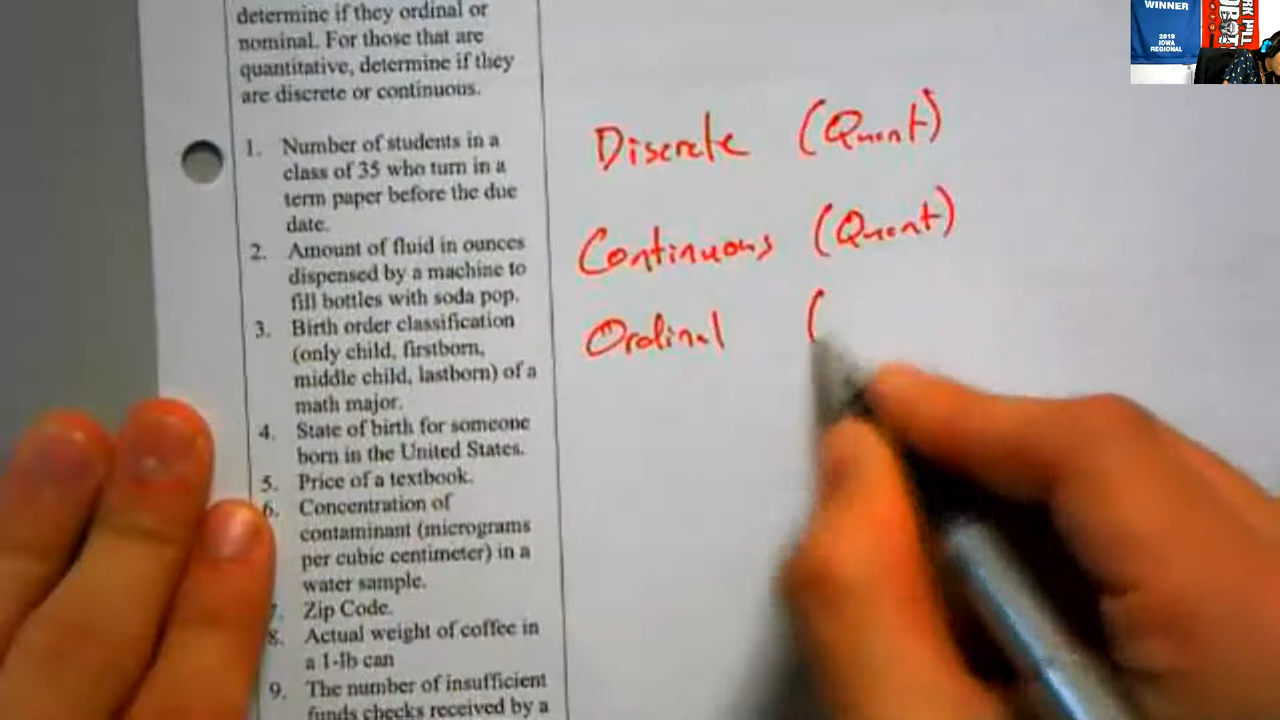 determine if they ordinal or
nominal. For those that are
quantitative, determine if they
are discrete or continuous.
1. Number of students in a
class of 35 who turn in a
term paper before the due
date.
2. Amount of fluid in ounces
dispensed by a machine to
fill bottles with soda pop.
3. Birth order classification
(only child, firstborn,
middle child, lastborn) of a
math major.
4. State of birth for someone
born in the United States.
5. Price of a textbook.
6. Concentration of
contaminant (micrograms
per cubic centimeter) in a
water sample.
7. Zip Code.
8. Actual weight of coffee in
a 1-lb can
9. The number of insufficient
funds checks received by a
Discrete (Quant)
Continuous (Quant)
Ordinal (
WINNER
2019
IOWA
REGIONAL